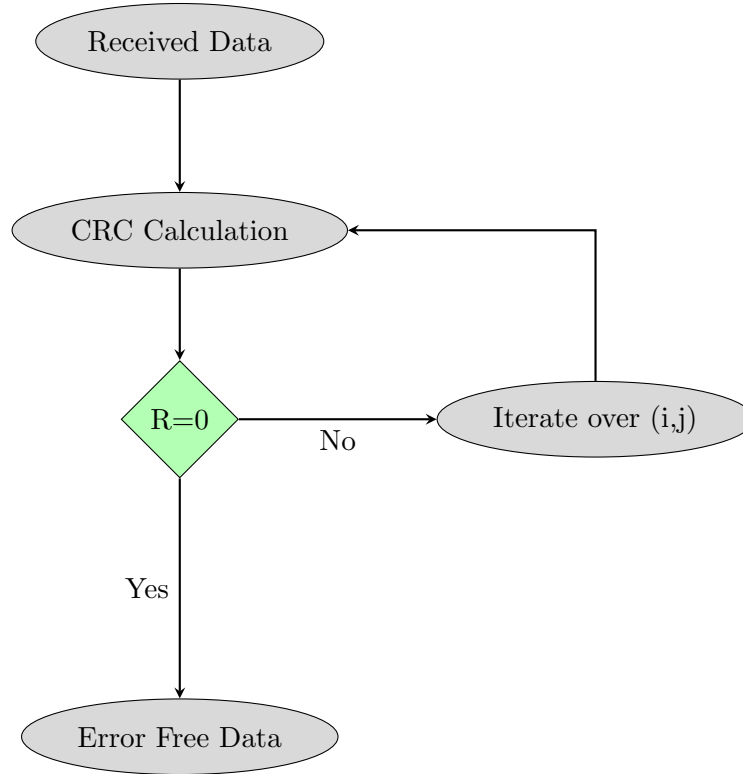 Received Data
CRC Calculation
R=0
No
Iterate over (i,j)
Yes
Error Free Data